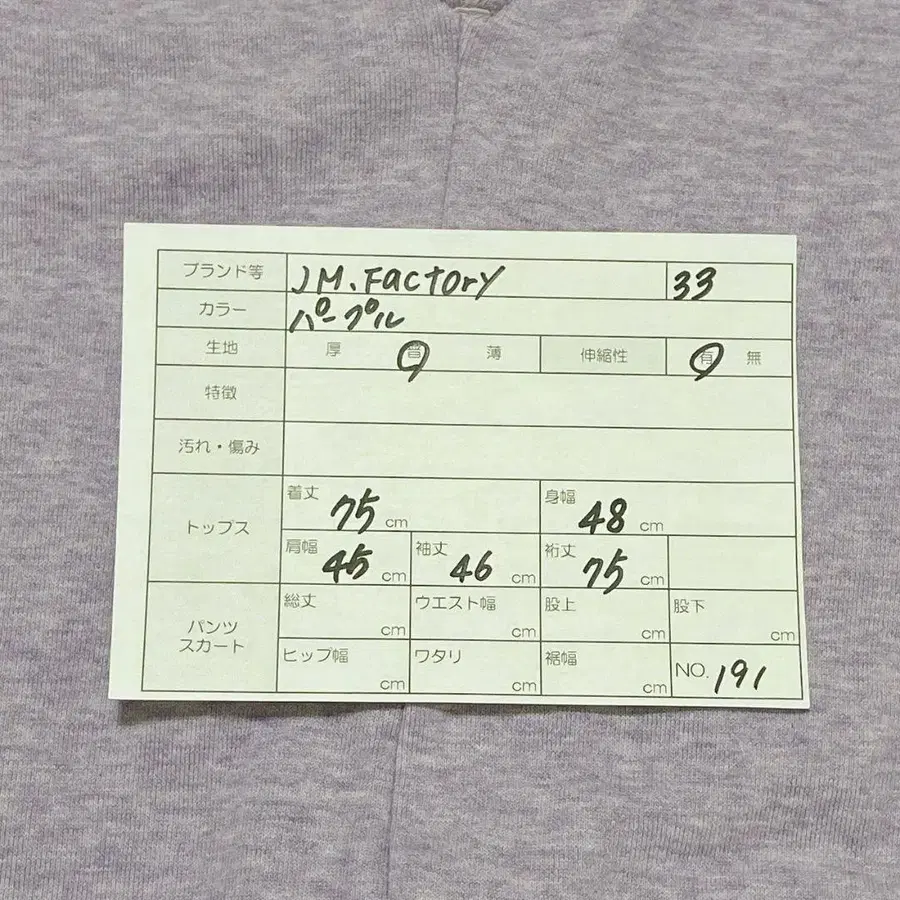 ブランド等 JM.Factory 33
カラー パープル
生地 厚 普 薄 伸縮性 有 無
特徴
汚れ・傷み
トップス 着丈 75 cm 身幅 48 cm
肩幅 45 cm 袖丈 46 cm 裄丈 75 cm
パンツ スカート 総丈 cm ウエスト幅 cm 股上 cm 股下 cm
ヒップ幅 cm ワタリ cm 裾幅 cm NO. 191